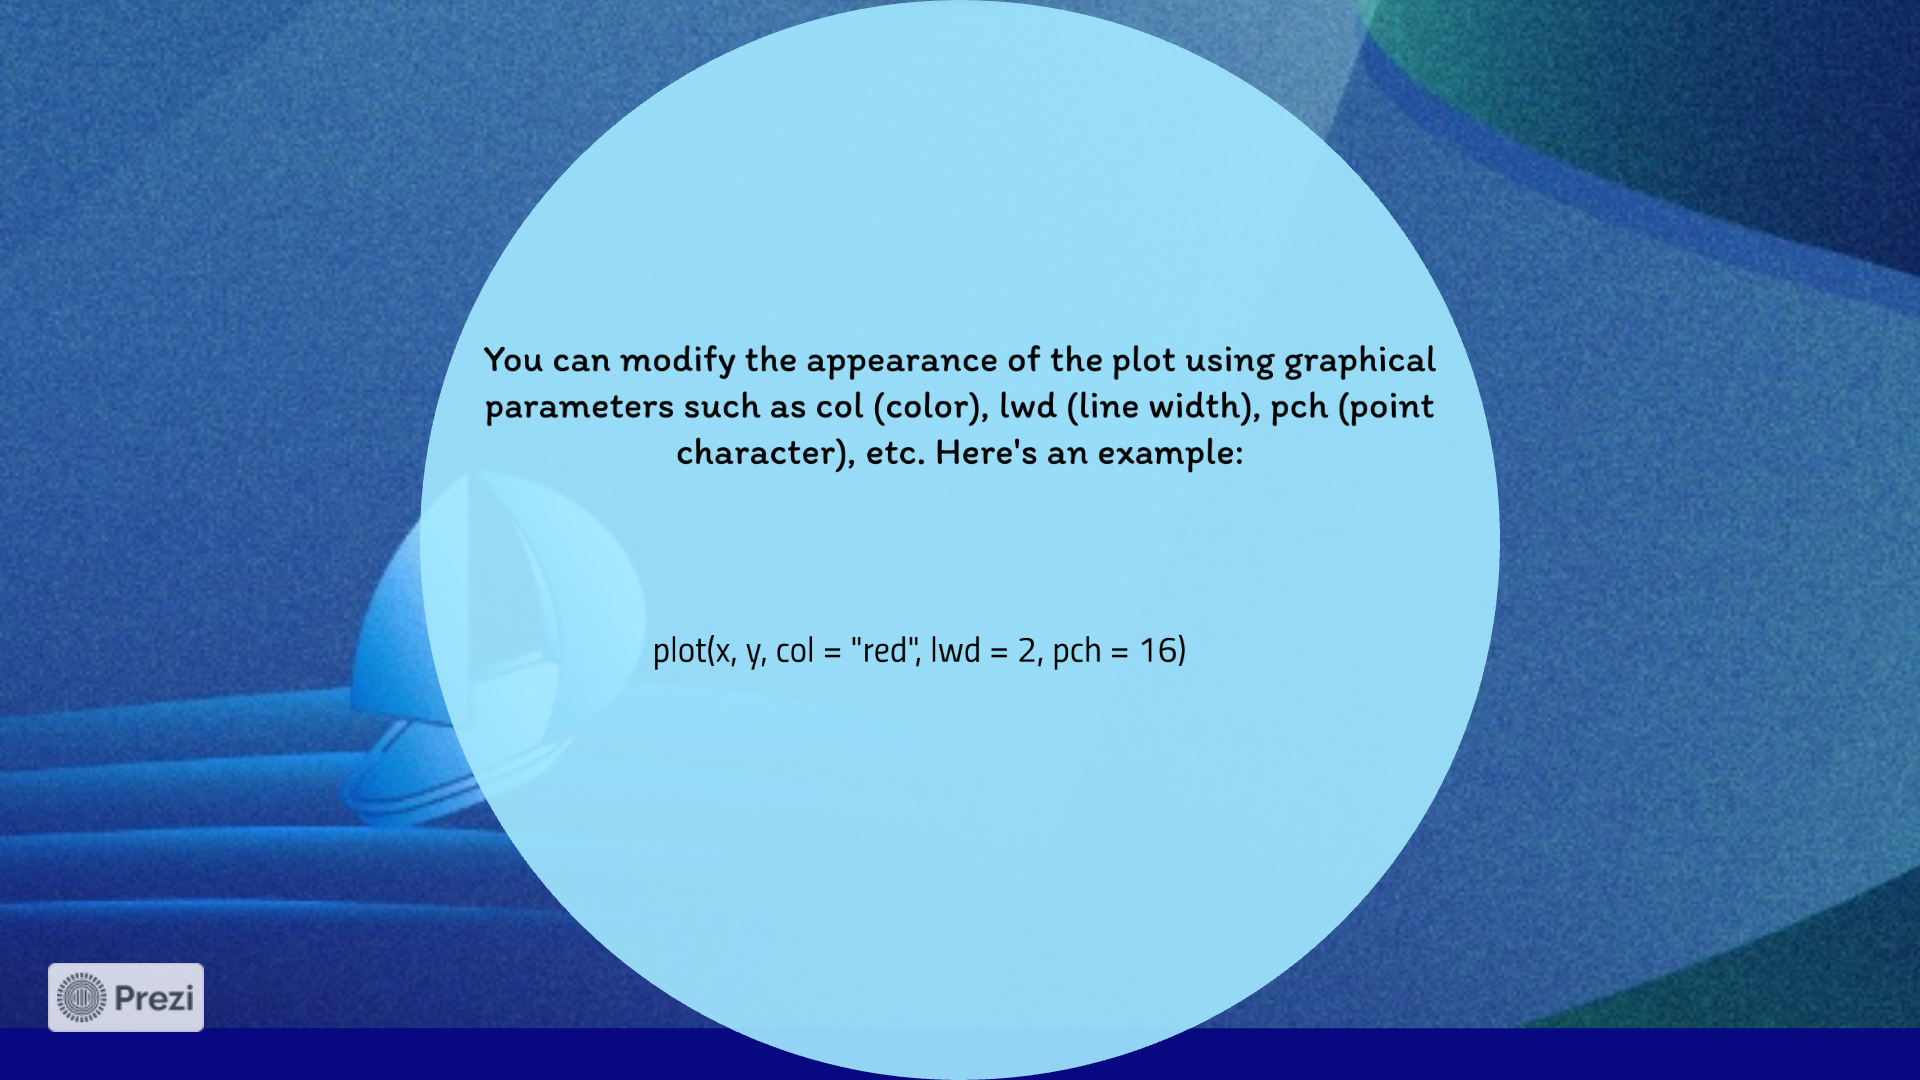 You can modify the appearance of the plot using graphical
parameters such as col (color), lwd (line width), pch (point
character), etc. Here's an example:
plot(x, y, col = "red", lwd = 2, pch = 16)
Prezi